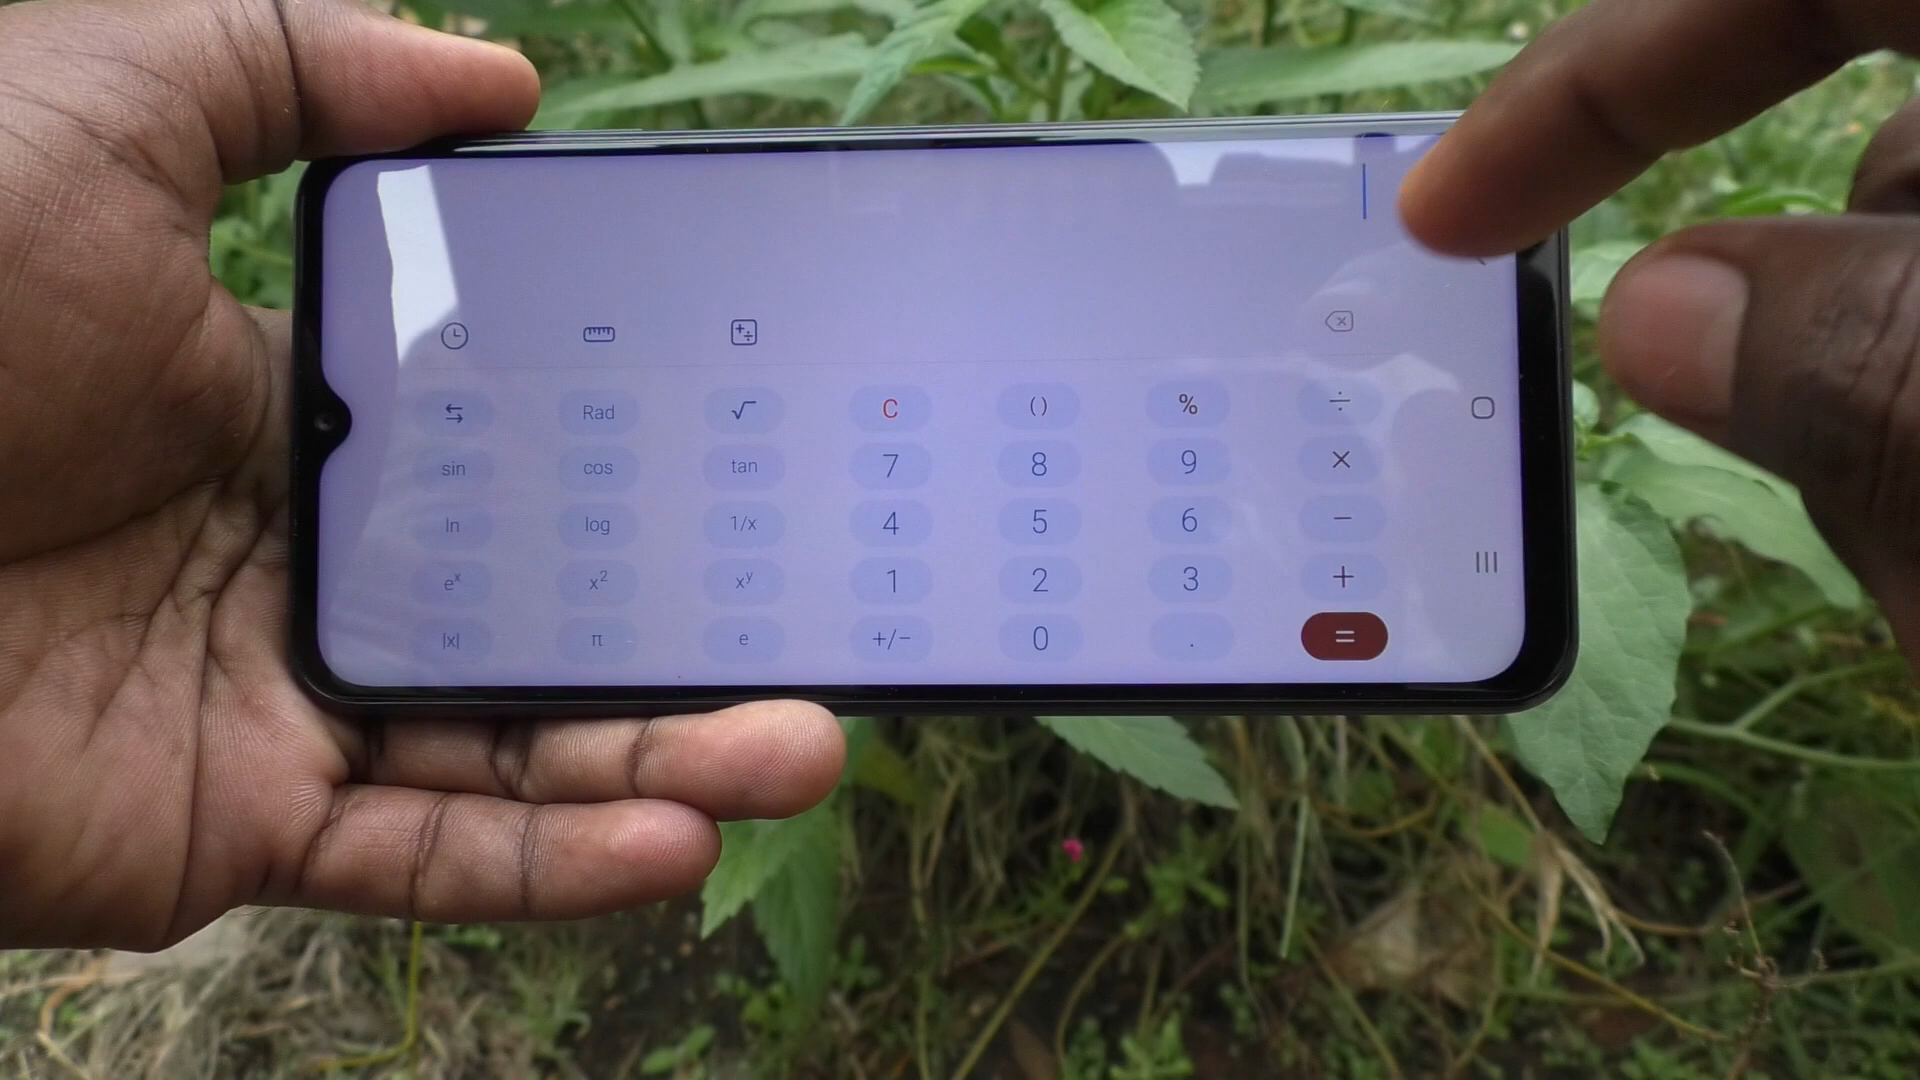 Rad √ C () % ÷
sin cos tan 7 8 9 ×
ln log 1/x 4 5 6 −
eˣ x² xʸ 1 2 3 +
|x| π e +/− 0 . =